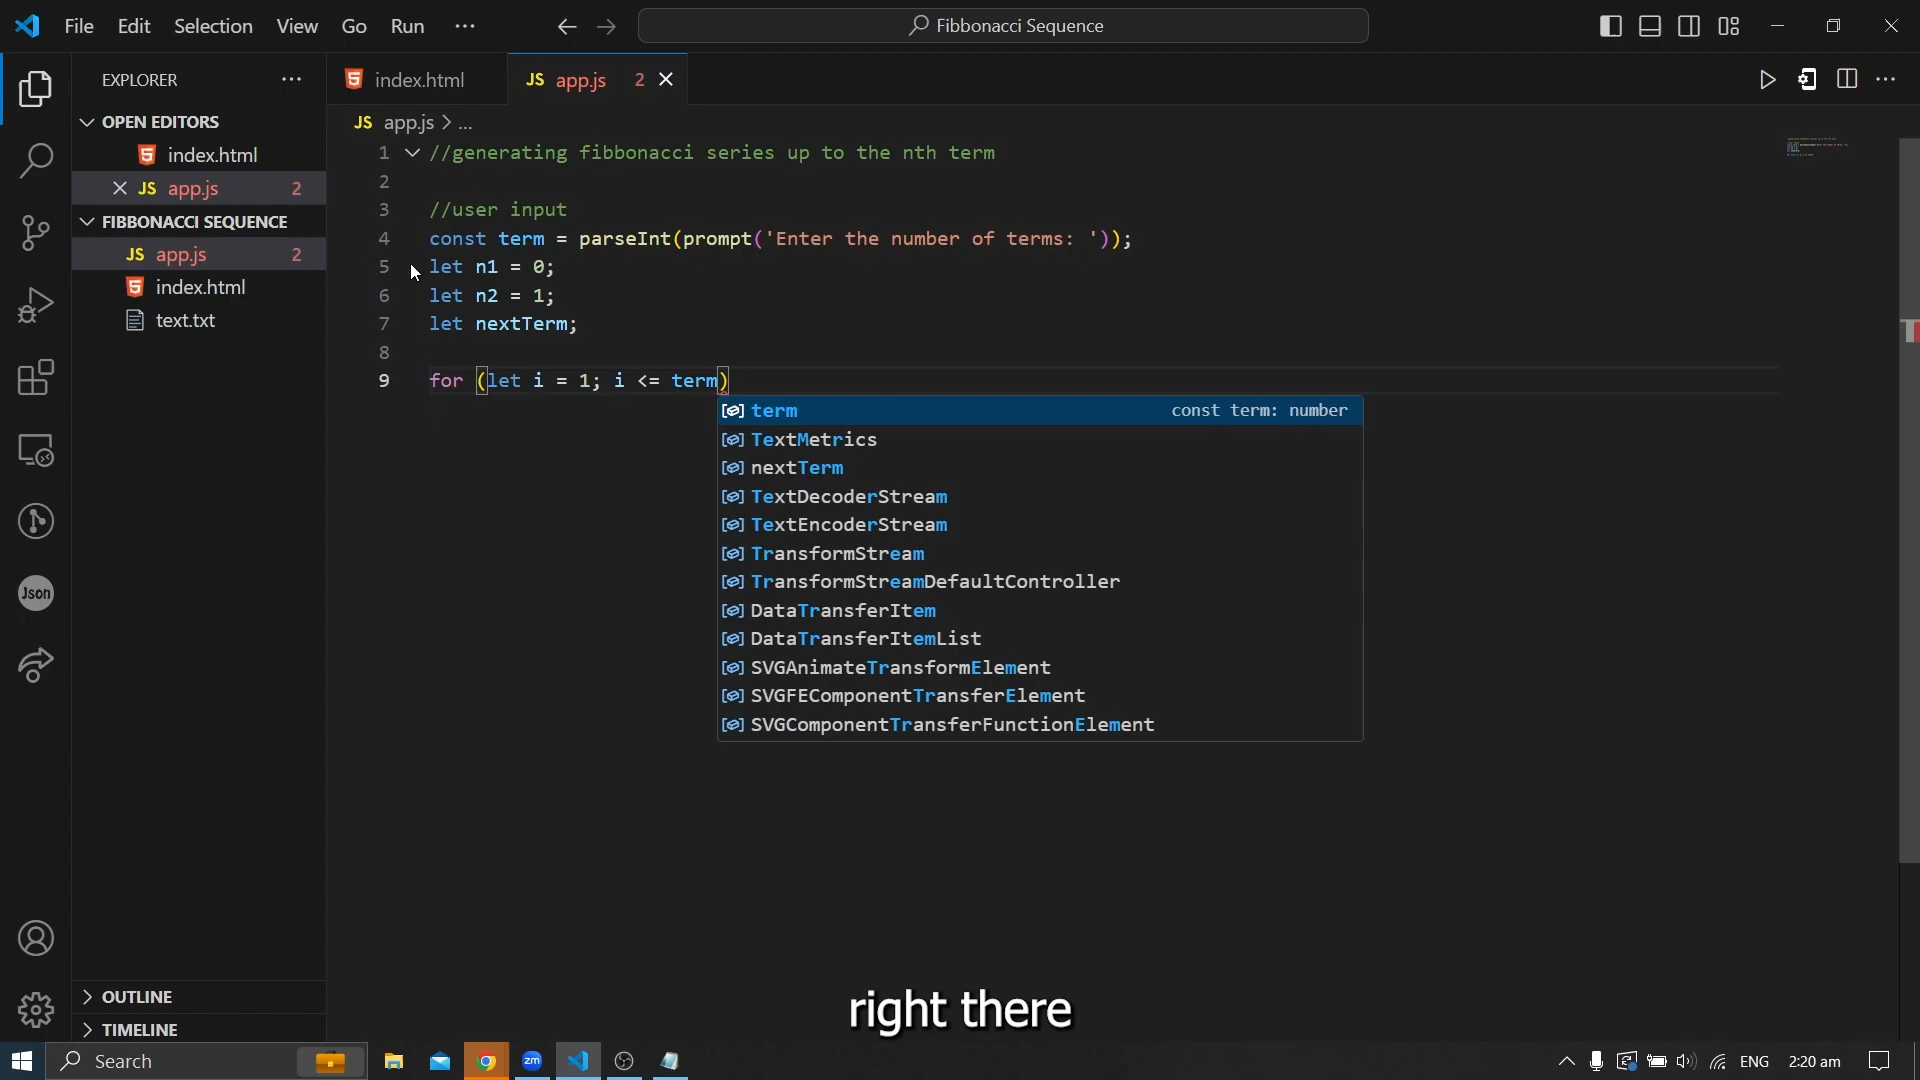 File Edit Selection View Go Run ···
Fibbonacci Sequence
EXPLORER ···
OPEN EDITORS
index.html
JS app.js 2
FIBBONACCI SEQUENCE
JS app.js 2
index.html
text.txt
OUTLINE
TIMELINE
Json
index.html JS app.js 2
JS app.js > ...
1 //generating fibbonacci series up to the nth term
2
3 //user input
4 const term = parseInt(prompt('Enter the number of terms: '));
5 let n1 = 0;
6 let n2 = 1;
7 let nextTerm;
8
9 for (let i = 1; i <= term)
term const term: number
TextMetrics
nextTerm
TextDecoderStream
TextEncoderStream
TransformStream
TransformStreamDefaultController
DataTransferItem
DataTransferItemList
SVGAnimateTransformElement
SVGFEComponentTransferElement
SVGComponentTransferFunctionElement
right there
Search
zm
ENG 2:20 am